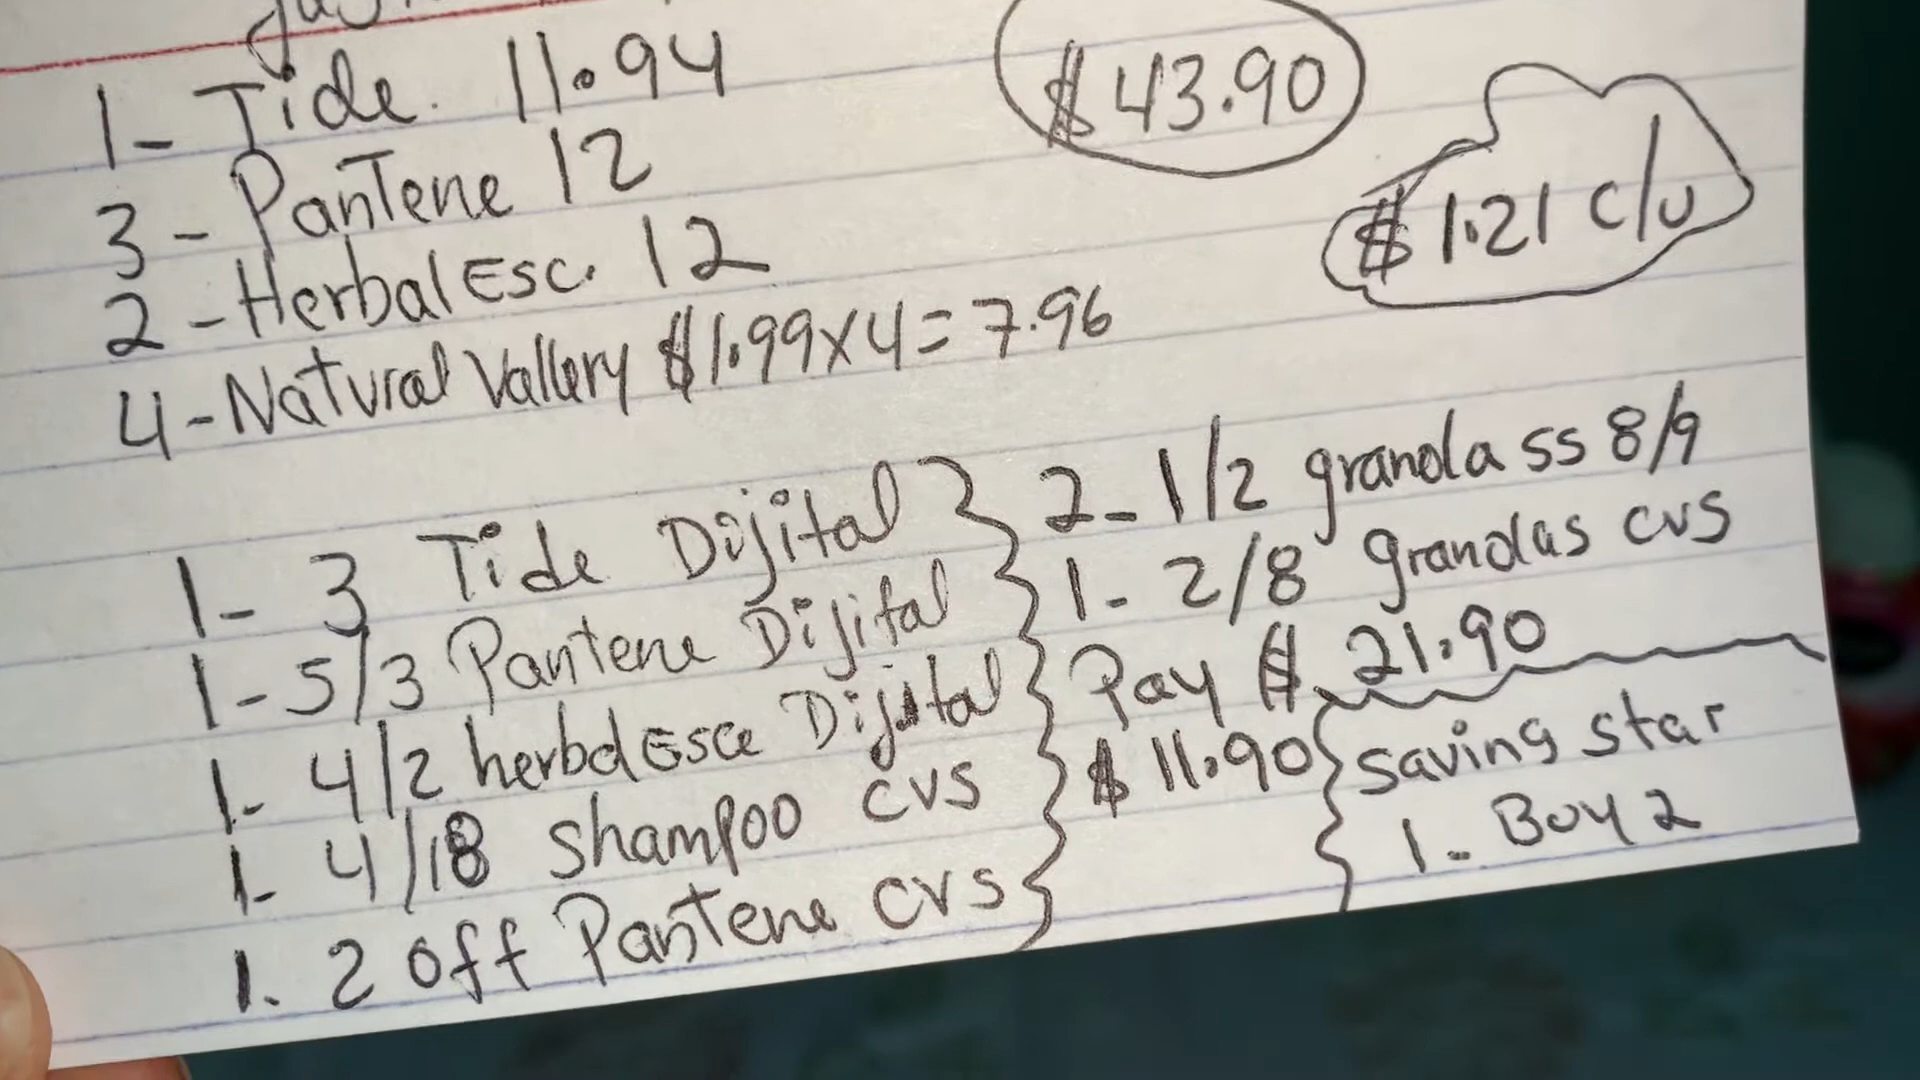 1- Tide. 11.94
3 - Pantene 12
2 - Herbal Esc. 12
4 - Natural Vallery $1.99x4=7.96
$43.90
$1.21 c/u
1- 3 Tide Dijital
1- 5/3 Pantene Dijital
1- 4/2 herbal Esce Dijital
1- 4/18 shampoo CVS
1. 2 off Pantene CVS
2- 1/2 granola ss 8/9
1- 2/8 granolas CVS
Pay $ 21.90
$11.90
saving star
1- Buy 2